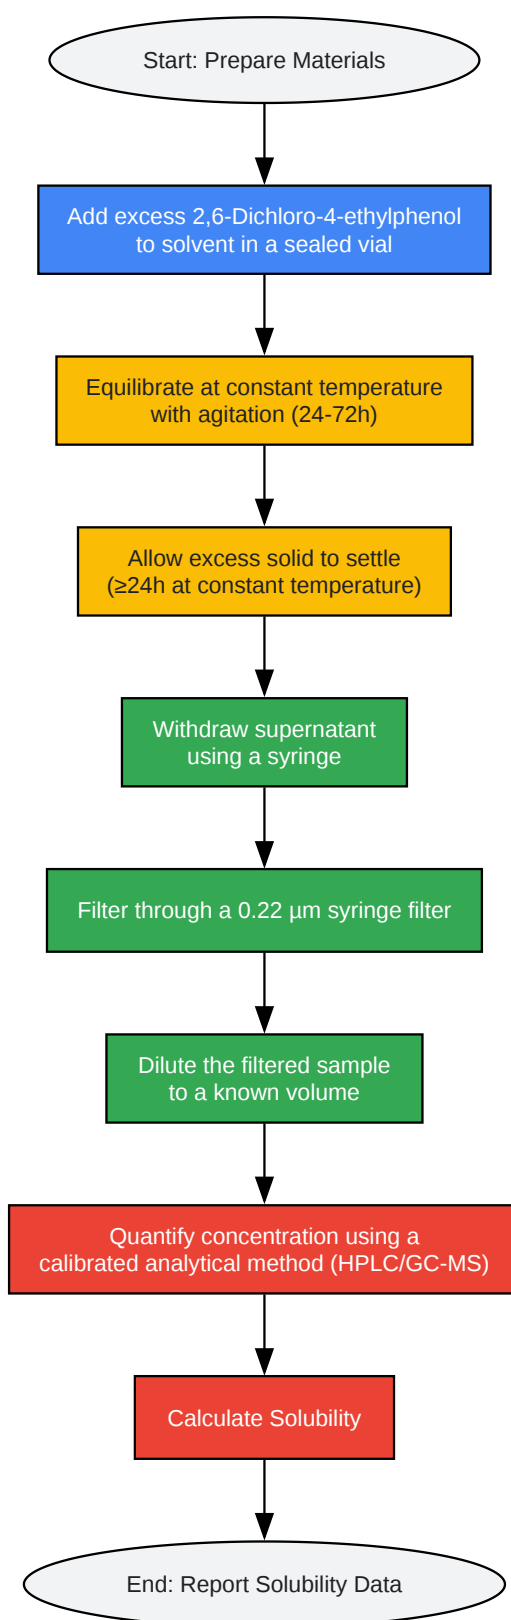 Start: Prepare Materials
Add excess 2,6-Dichloro-4-ethylphenol
to solvent in a sealed vial
Equilibrate at constant temperature
with agitation (24-72h)
Allow excess solid to settle
(≥24h at constant temperature)
Withdraw supernatant
using a syringe
Filter through a 0.22 µm syringe filter
Dilute the filtered sample
to a known volume
Quantify concentration using a
calibrated analytical method (HPLC/GC-MS)
Calculate Solubility
End: Report Solubility Data